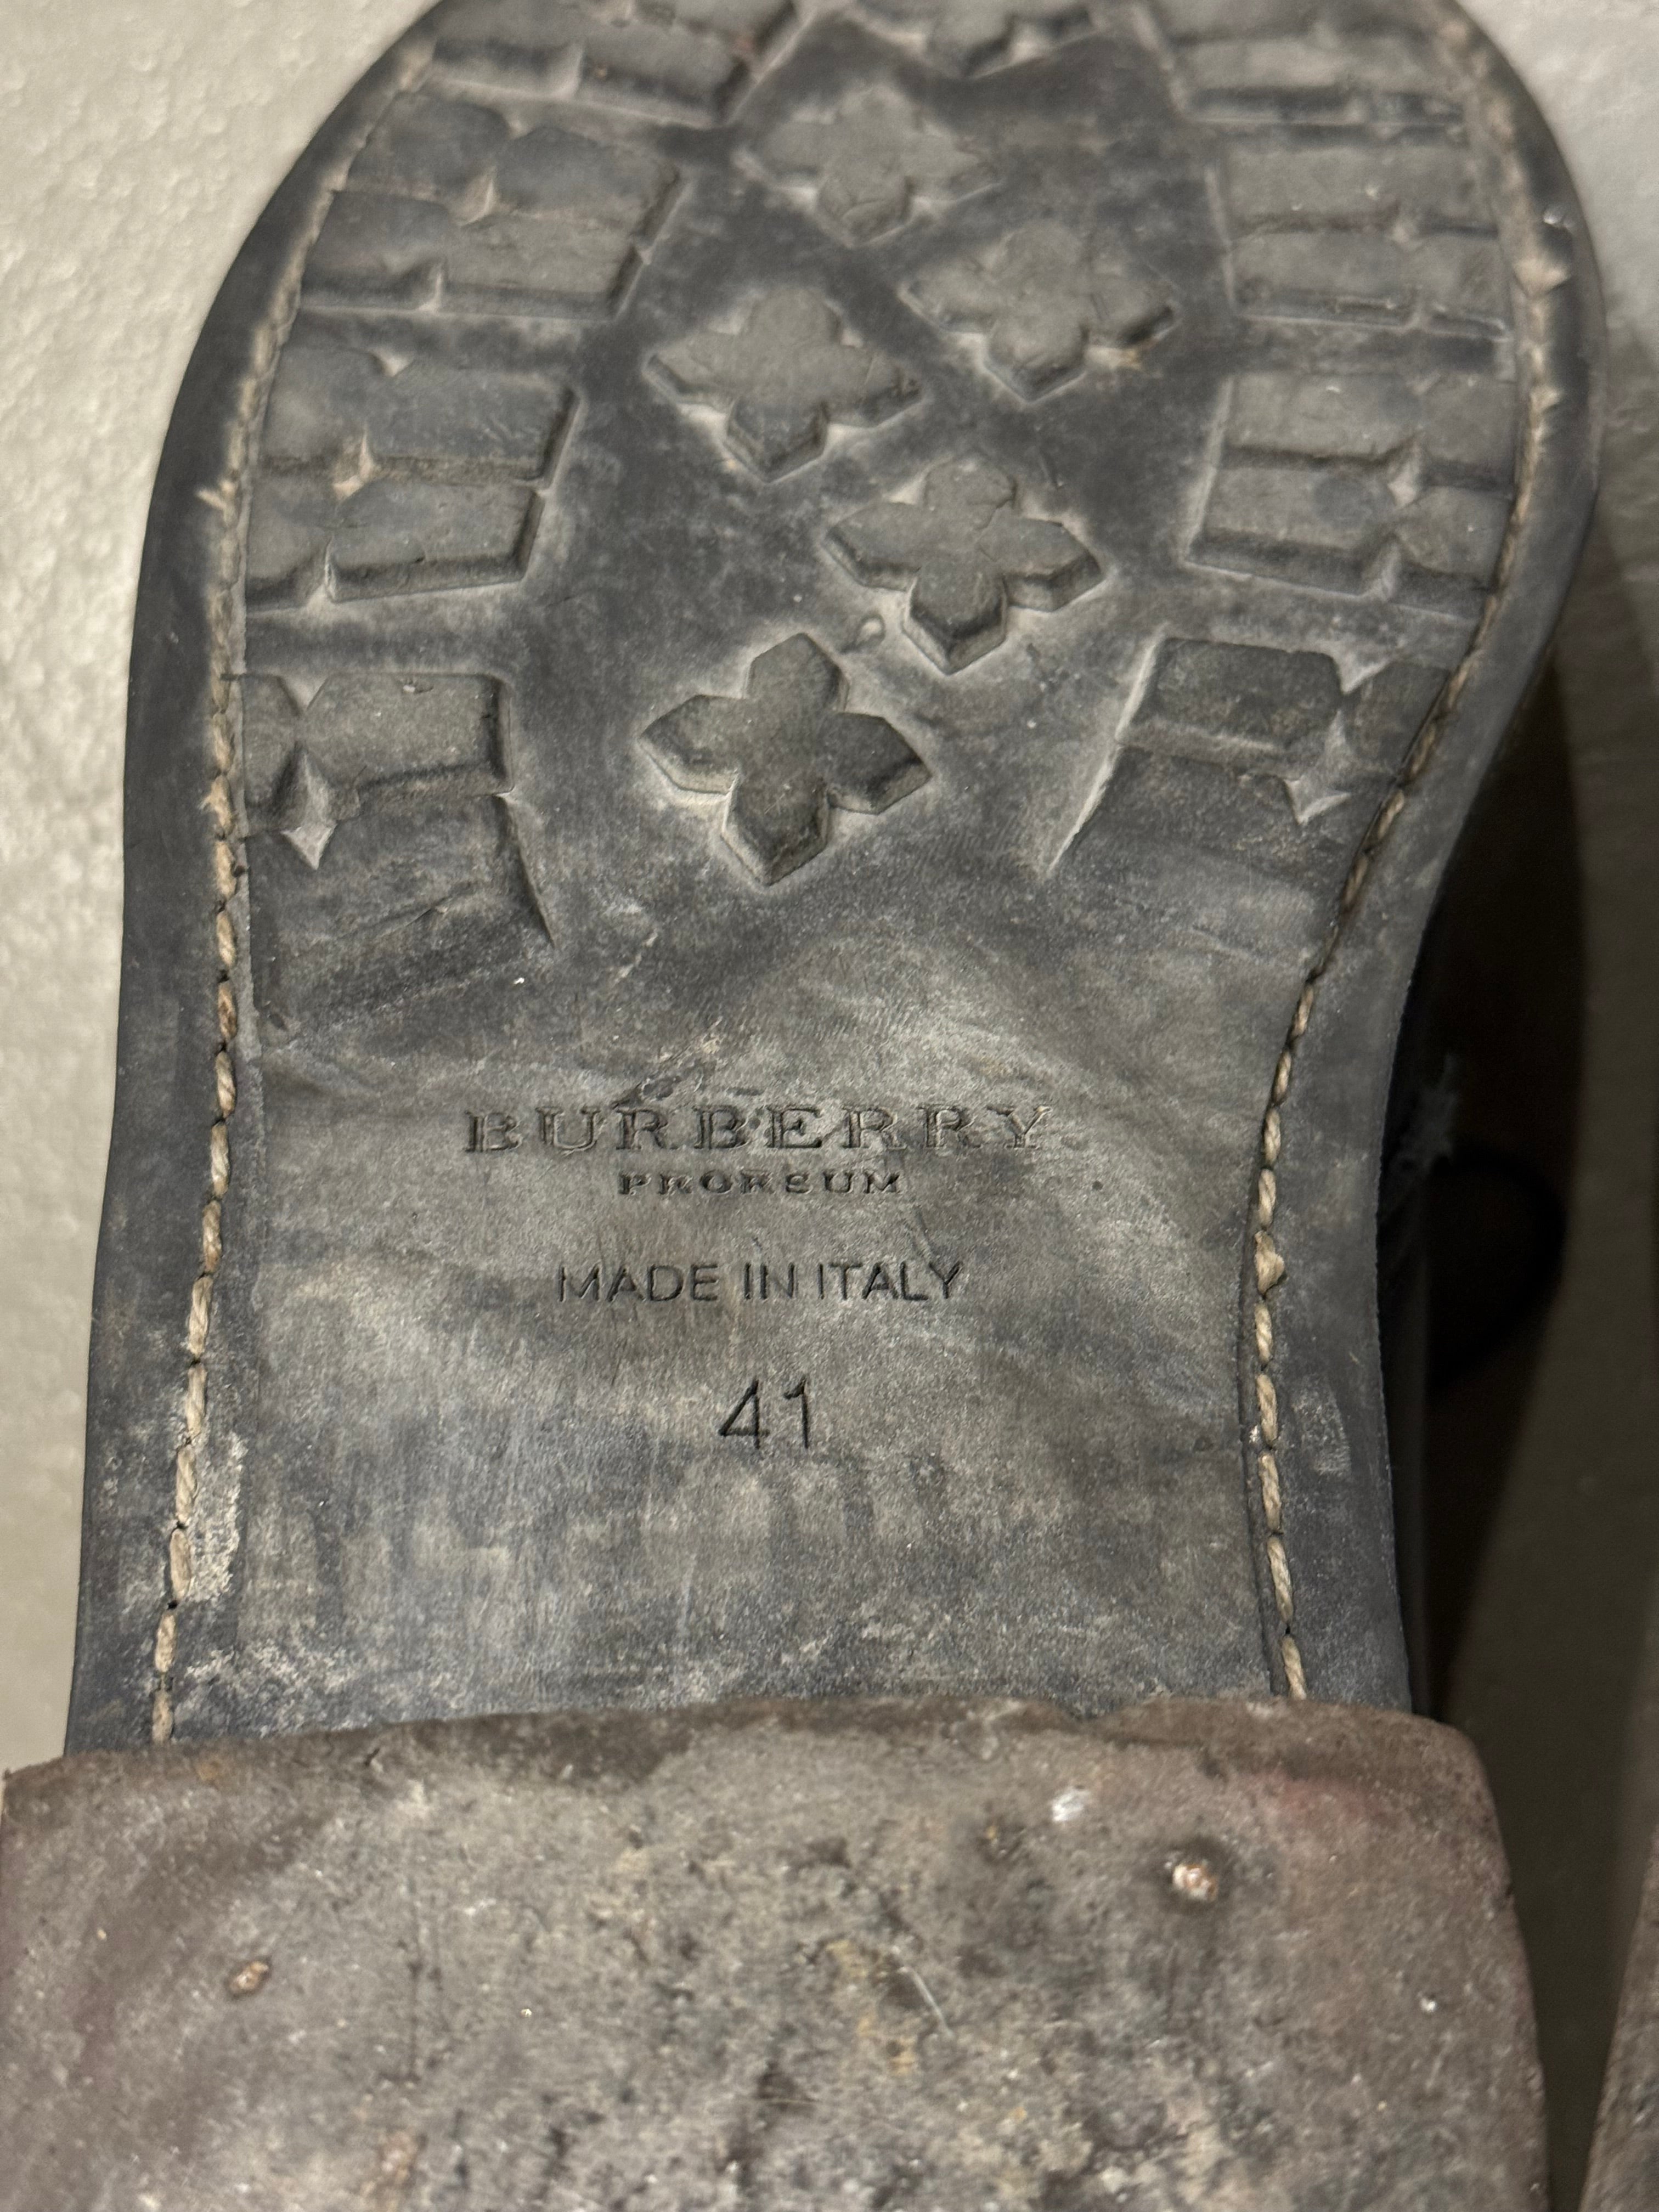 BURBERRY
PRORSUM
MADE IN ITALY
41